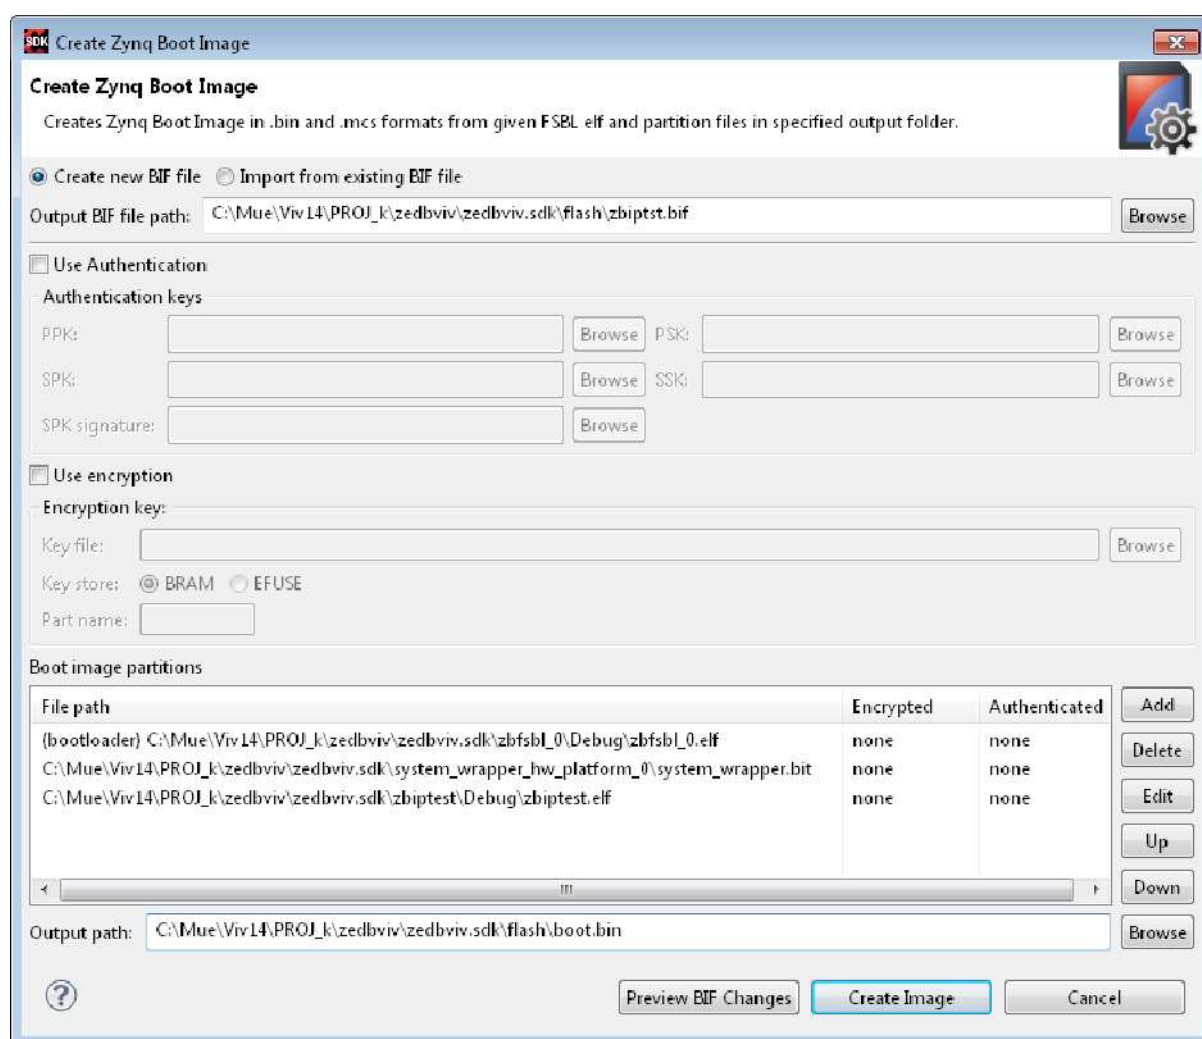 SDK Create Zynq Boot Image
Create Zynq Boot Image
Creates Zynq Boot Image in .bin and .mcs formats from given FSBL elf and partition files in specified output folder.
Create new BIF file Import from existing BIF file
Output BIF file path: C:\Mue\Viv14\PROJ_k\zedbviv\zedbviv.sdk\flash\zbiptst.bif Browse
Use Authentication
Authentication keys
PPK: Browse PSK: Browse
SPK: Browse SSK: Browse
SPK signature: Browse
Use encryption
Encryption key:
Key file: Browse
Key store: BRAM EFUSE
Part name:
Boot image partitions
File path Encrypted Authenticated Add
(bootloader) C:\Mue\Viv14\PROJ_k\zedbviv\zedbviv.sdk\zbfsbl_0\Debug\zbfsbl_0.elf none none Delete
C:\Mue\Viv14\PROJ_k\zedbviv\zedbviv.sdk\system_wrapper_hw_platform_0\system_wrapper.bit none none
C:\Mue\Viv14\PROJ_k\zedbviv\zedbviv.sdk\zbiptest\Debug\zbiptest.elf none none Edit
Up
Down
Output path: C:\Mue\Viv14\PROJ_k\zedbviv\zedbviv.sdk\flash\boot.bin Browse
? Preview BIF Changes Create Image Cancel